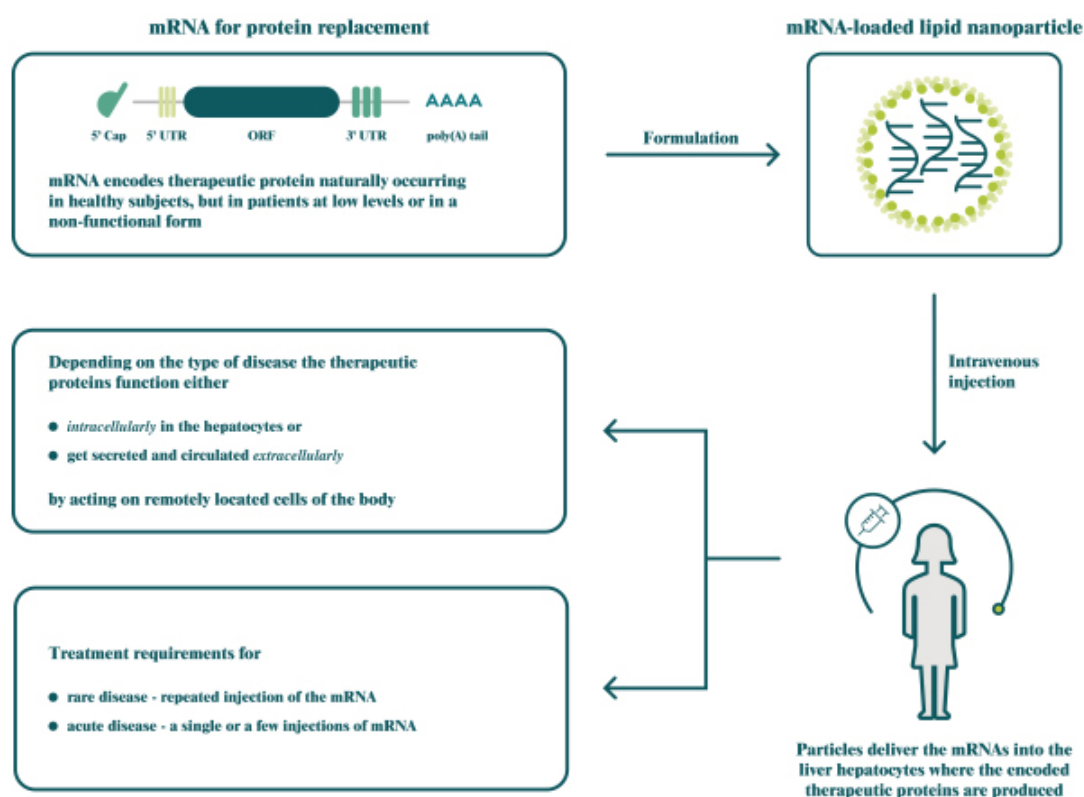 mRNA for protein replacement
5' Cap 5' UTR ORF 3' UTR AAAA poly(A) tail
mRNA encodes therapeutic protein naturally occurring
in healthy subjects, but in patients at low levels or in a
non-functional form
Formulation
mRNA-loaded lipid nanoparticle
Intravenous
injection
Particles deliver the mRNAs into the
liver hepatocytes where the encoded
therapeutic proteins are produced
Depending on the type of disease the therapeutic
proteins function either
● intracellularly in the hepatocytes or
● get secreted and circulated extracellularly
by acting on remotely located cells of the body
Treatment requirements for
● rare disease - repeated injection of the mRNA
● acute disease - a single or a few injections of mRNA